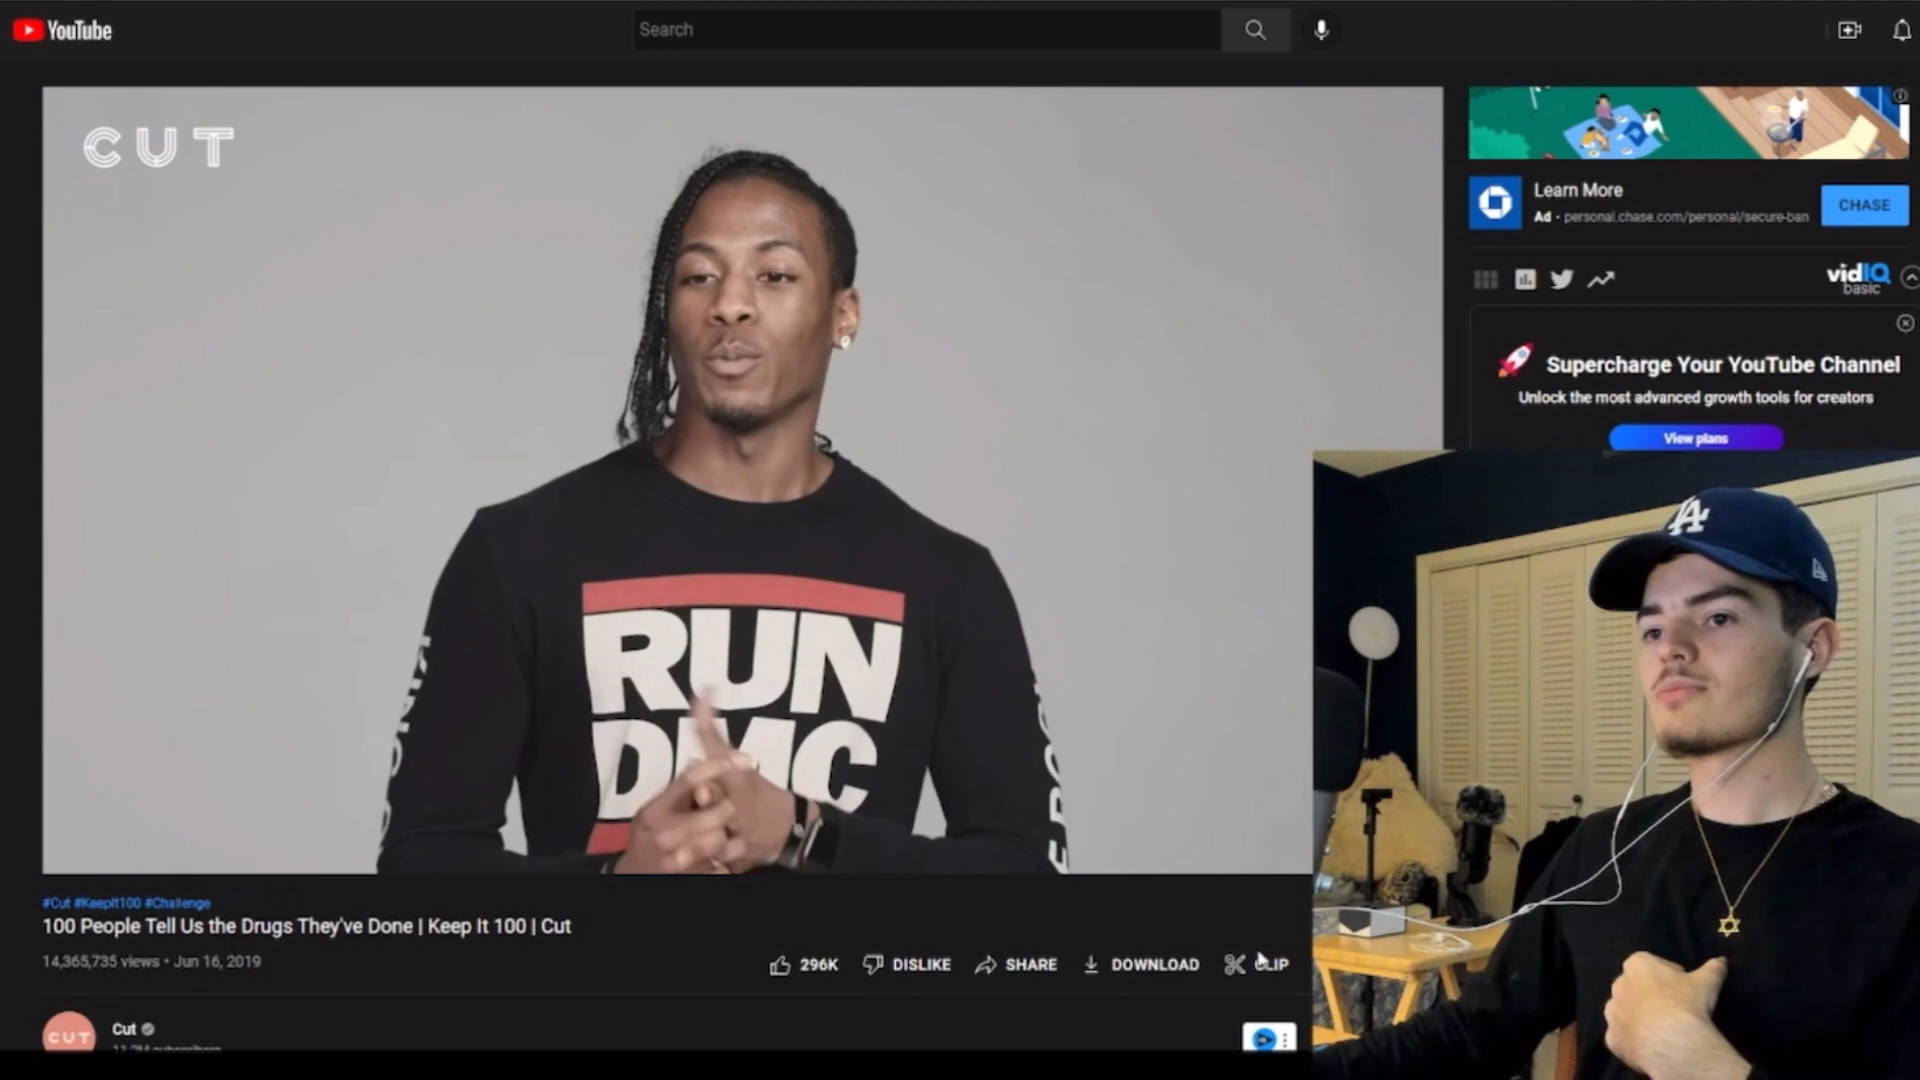 YouTube
Search
CUT
RUN
DMC
Learn More
Ad · personal.chase.com/personal/secure-ban
CHASE
vidIQ
basic
Supercharge Your YouTube Channel
Unlock the most advanced growth tools for creators
View plans
LA
#Cut #KeepIt100 #Challenge
100 People Tell Us the Drugs They've Done | Keep It 100 | Cut
14,365,735 views • Jun 16, 2019
296K
DISLIKE
SHARE
DOWNLOAD
CLIP
CUT
Cut